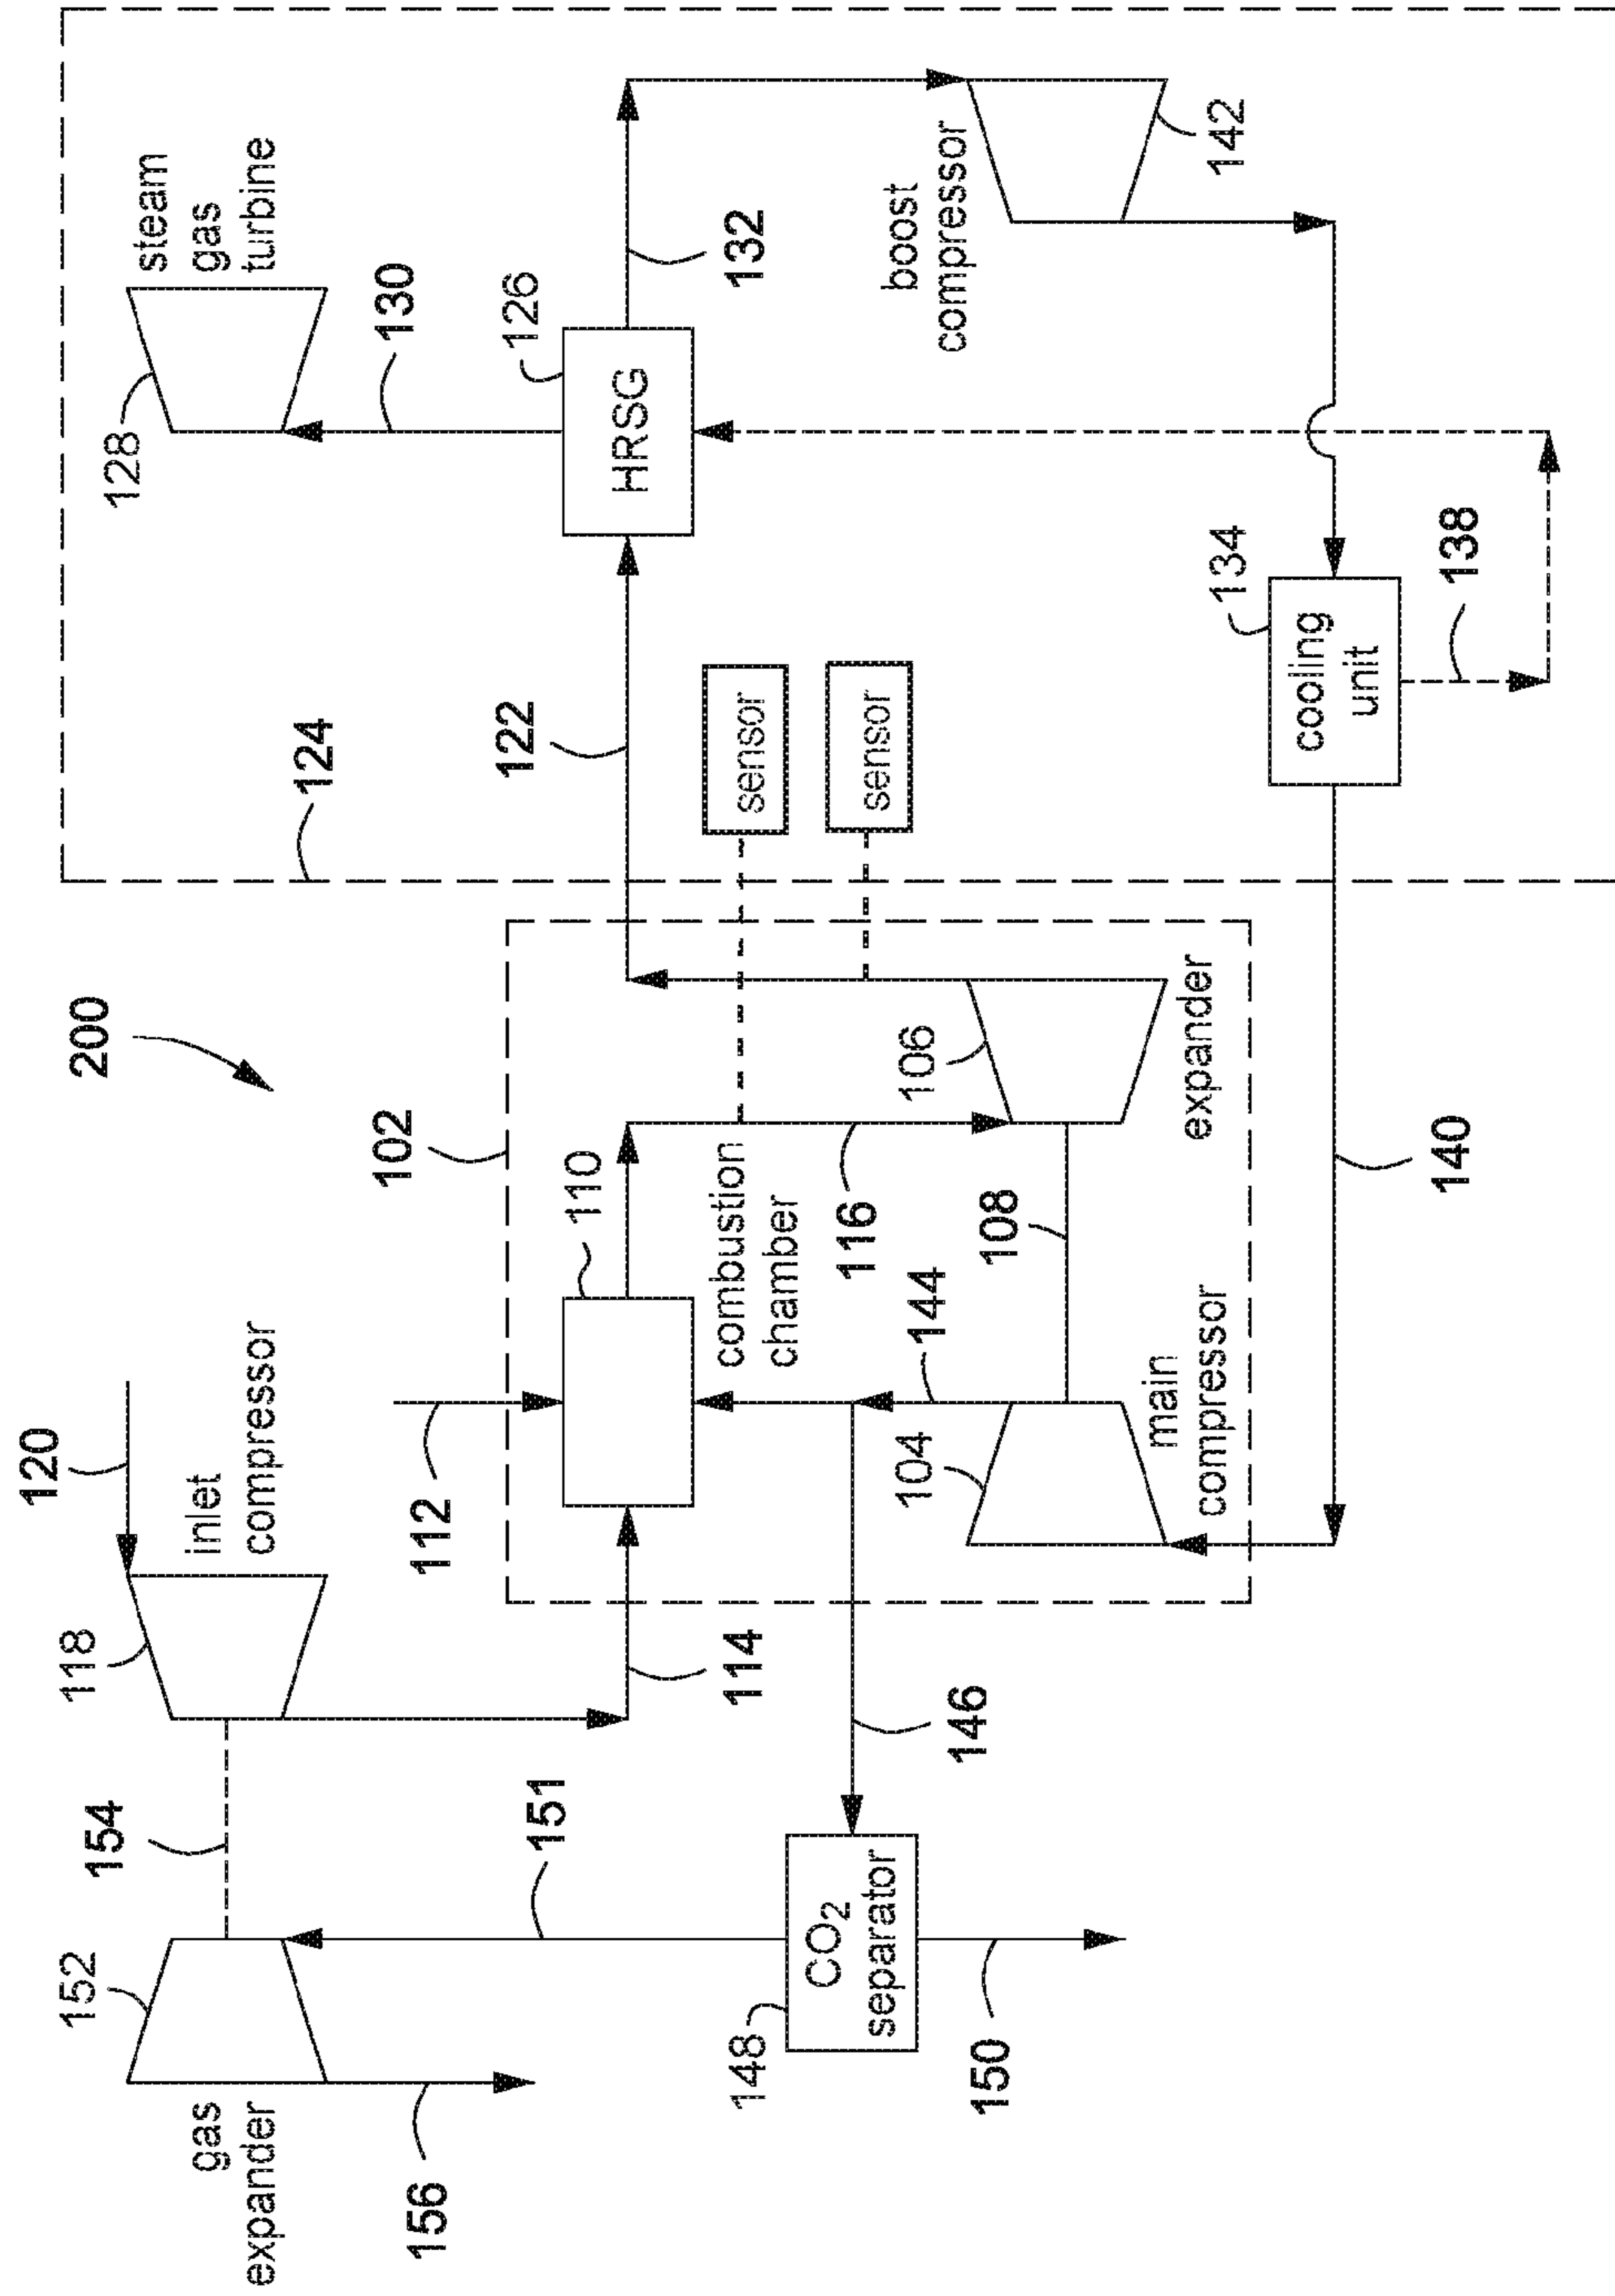 200
120
inlet
compressor
118
154
152
gas
expander
156
151
112
114
102
110
combustion
chamber
116
144
108
104
main
compressor
106
expander
146
CO2
separator
148
150
124
122
sensor
sensor
steam
gas
turbine
128
130
126
HRSG
132
boost
compressor
142
134
cooling
unit
138
140